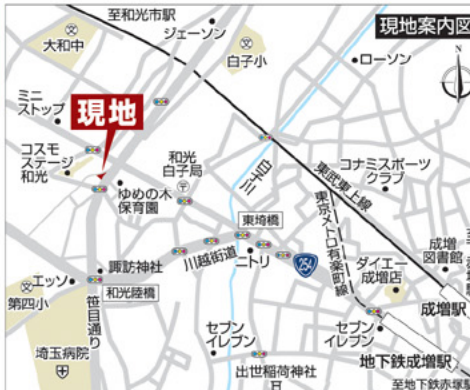 至和光市駅
ジェーソン
現地案内図
文
大和中
文
白子小
ローソン
ミニ
ストップ
現地
コスモ
ステージ
和光
和光
白子局
〒
白子川
東武東上線
コナミスポーツ
クラブ
ゆめの木
保育園
東埼橋
東京メトロ有楽町線
川越街道
ニトリ
254
ダイエー
成増店
成増
図書館
諏訪神社
エッソ
和光陸橋
文
第四小
笹目通り
成増駅
埼玉病院
セブン
イレブン
セブン
イレブン
地下鉄成増駅
出世稲荷神社
至地下鉄赤塚駅